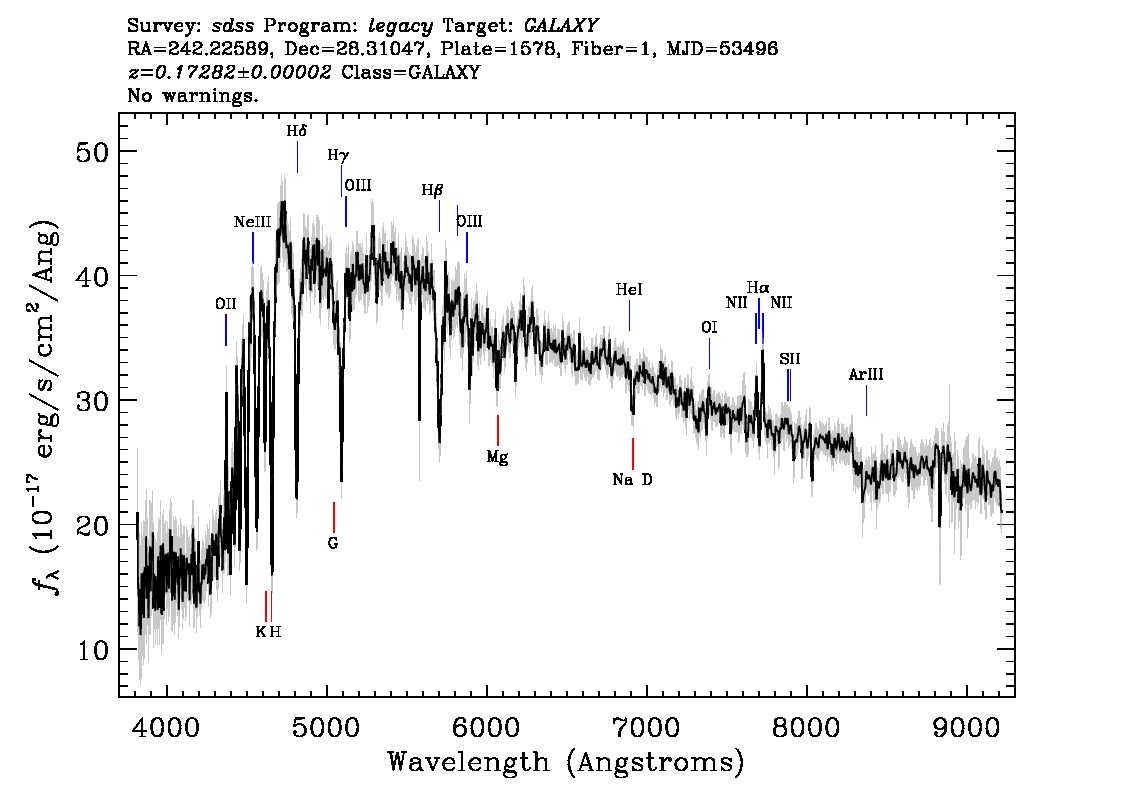 Survey: sdss Program: legacy Target: GALAXY
RA=242.22589, Dec=28.31047, Plate=1578, Fiber=1, MJD=53496
z=0.17282±0.00002 Class=GALAXY
No warnings.
Hδ
Hγ
OIII
Hβ
OIII
NeIII
OII
HeI
Hα
NII NII
OI
SII
ArIII
Mg
Na D
G
K H
50
40
30
20
10
f_λ (10⁻¹⁷ erg/s/cm²/Ang)
4000 5000 6000 7000 8000 9000
Wavelength (Angstroms)